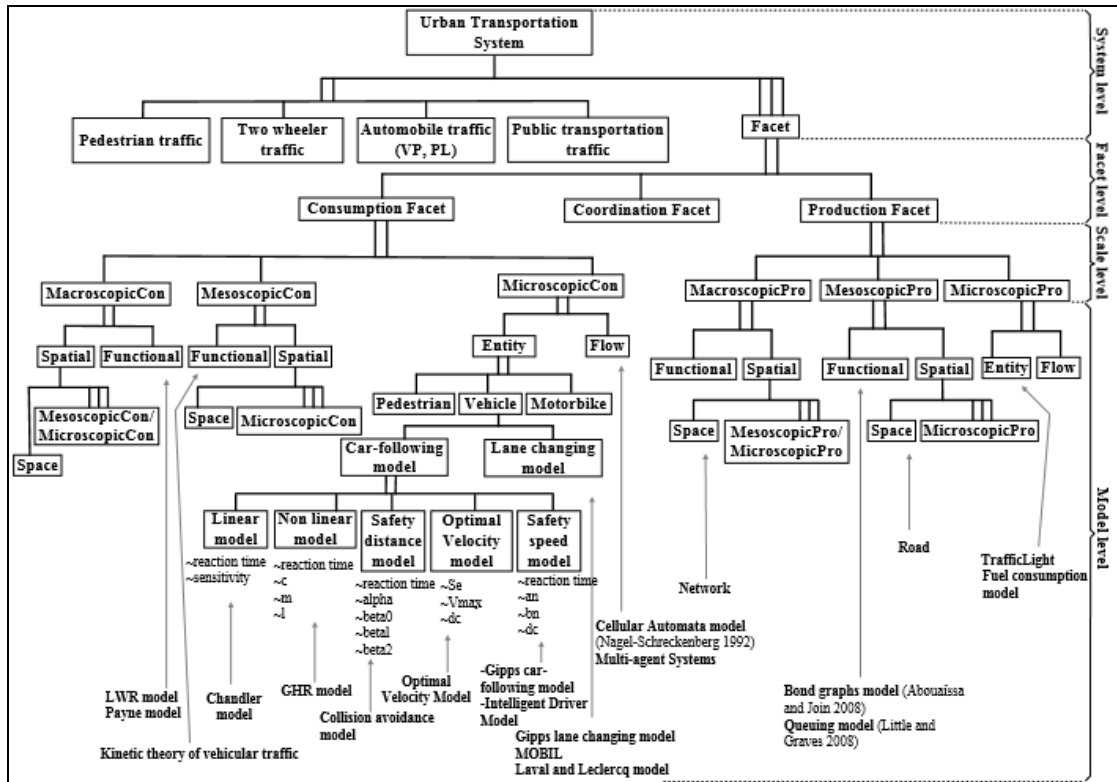 Urban Transportation
System
System level
Pedestrian traffic
Two wheeler
traffic
Automobile traffic
(VP, PL)
Public transportation
traffic
Facet
Facet level
Consumption Facet
Coordination Facet
Production Facet
Scale level
MacroscopicCon
MesoscopicCon
MicroscopicCon
MacroscopicPro
MesoscopicPro
MicroscopicPro
Model level
Spatial
Functional
Functional
Spatial
Entity
Flow
Functional
Spatial
Functional
Spatial
Entity
Flow
MesoscopicCon/
MicroscopicCon
Space
Space
MicroscopicCon
Pedestrian
Vehicle
Motorbike
Space
MesoscopicPro/
MicroscopicPro
Space
MicroscopicPro
Car-following
model
Lane changing
model
Linear
model
Non linear
model
Safety
distance
model
Optimal
Velocity
model
Safety
speed
model
~reaction time
~sensitivity
~reaction time
~c
~m
~l
~reaction time
~alpha
~beta0
~beta1
~beta2
~Se
~Vmax
~dc
~reaction time
~an
~bn
~dc
LWR model
Payne model
Kinetic theory of vehicular traffic
Chandler
model
GHR model
Collision avoidance
model
Optimal
Velocity Model
-Gipps car-
following model
-Intelligent Driver
Model
Gipps lane changing model
MOBIL
Laval and Leclercq model
Cellular Automata model
(Nagel-Schreckenberg 1992)
Multi-agent Systems
Network
Bond graphs model (Abouaïssa
and Join 2008)
Queuing model (Little and
Graves 2008)
Road
TrafficLight
Fuel consumption
model